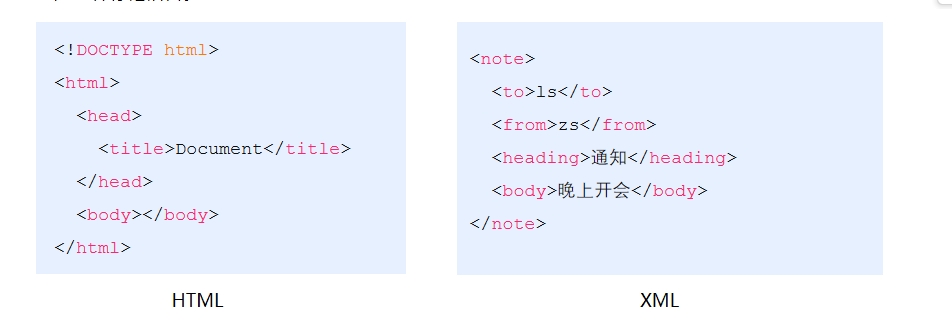 <!DOCTYPE html>
<html>
  <head>
    <title>Document</title>
  </head>
  <body></body>
</html>
HTML
<note>
  <to>ls</to>
  <from>zs</from>
  <heading>通知</heading>
  <body>晚上开会</body>
</note>
XML